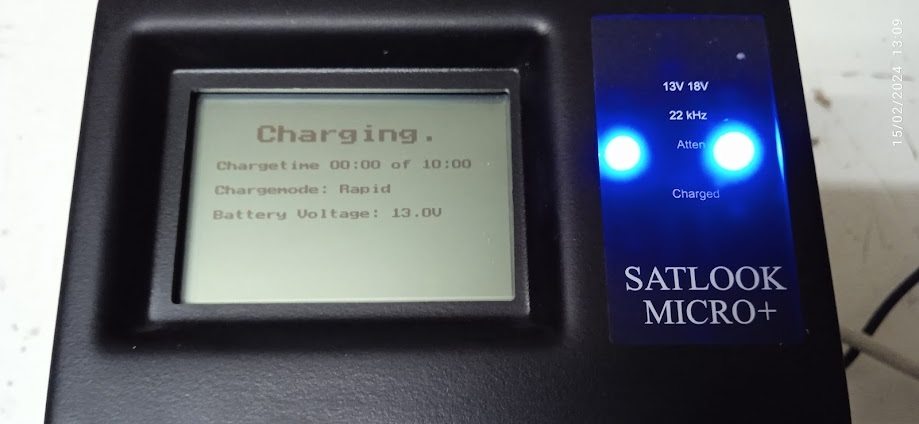 Charging.
Chargetime 00:00 of 10:00
Chargemode: Rapid
Battery Voltage: 13.0V
13V 18V
22 kHz
Atten
Charged
SATLOOK
MICRO+
15/02/2024 13:09